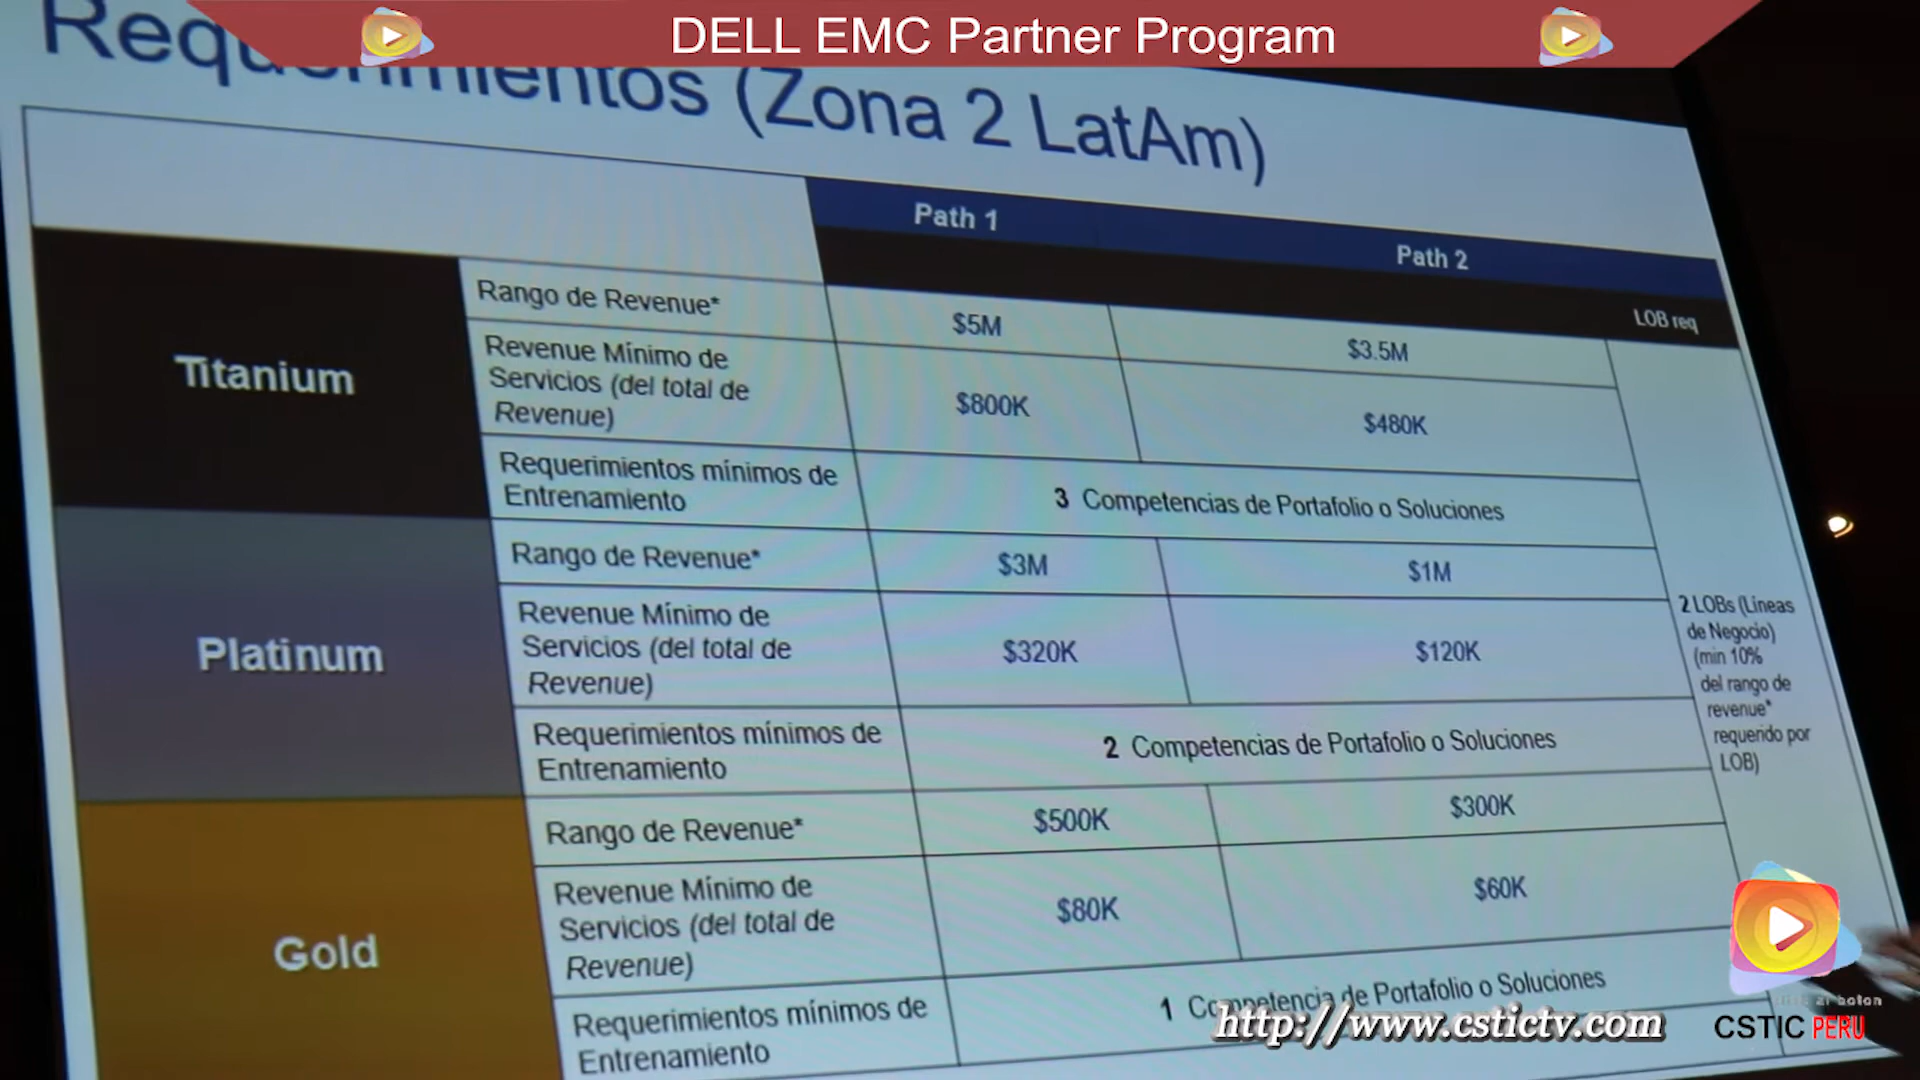 DELL EMC Partner Program
Requerimientos (Zona 2 LatAm)
Path 1
Path 2
LOB req
Titanium
Rango de Revenue*
$5M
$3.5M
Revenue Mínimo de
Servicios (del total de
Revenue)
$800K
$480K
Requerimientos mínimos de
Entrenamiento
3 Competencias de Portafolio o Soluciones
Platinum
Rango de Revenue*
$3M
$1M
Revenue Mínimo de
Servicios (del total de
Revenue)
$320K
$120K
Requerimientos mínimos de
Entrenamiento
2 Competencias de Portafolio o Soluciones
Gold
Rango de Revenue*
$500K
$300K
Revenue Mínimo de
Servicios (del total de
Revenue)
$80K
$60K
Requerimientos mínimos de
Entrenamiento
1 Competencia de Portafolio o Soluciones
2 LOBs (Líneas
de Negocio)
(min 10%
del rango de
revenue*
requerido por
LOB)
http://www.cstictv.com
CSTIC PERU